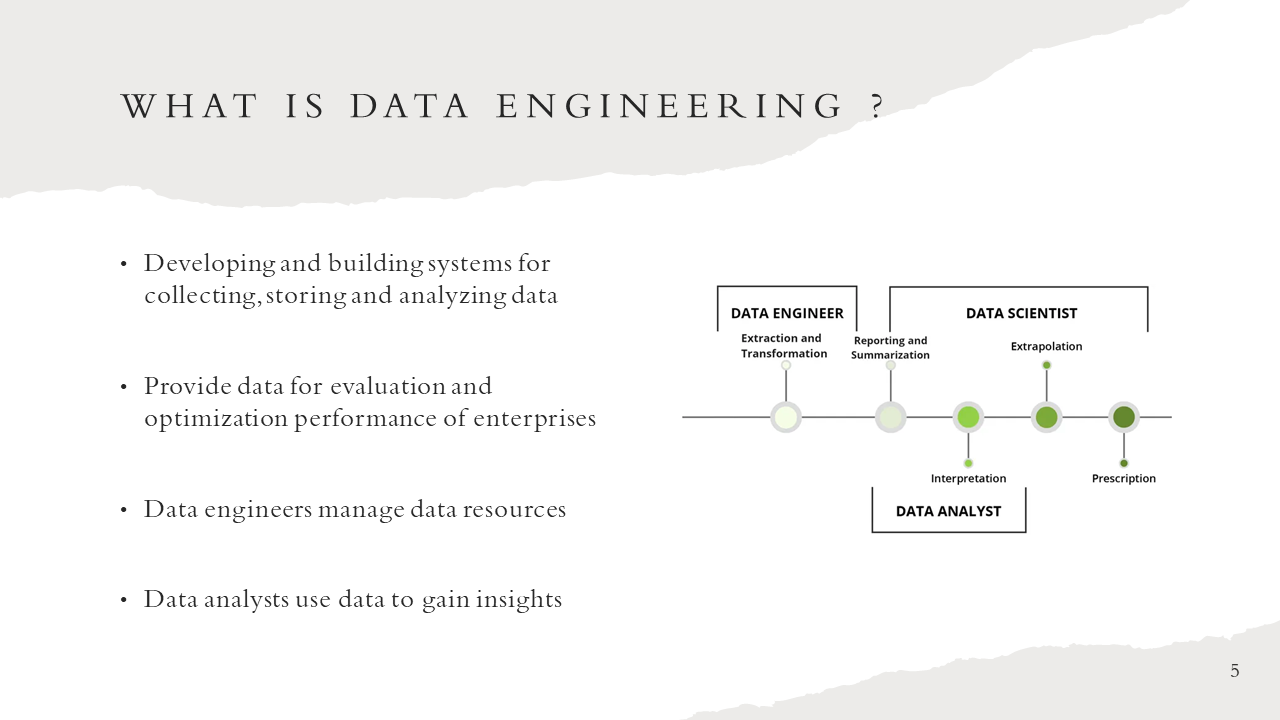 WHAT IS DATA ENGINEERING ?
• Developing and building systems for
collecting, storing and analyzing data
• Provide data for evaluation and
optimization performance of enterprises
• Data engineers manage data resources
• Data analysts use data to gain insights
DATA ENGINEER
Extraction and
Transformation
Reporting and
Summarization
DATA SCIENTIST
Extrapolation
Interpretation
Prescription
DATA ANALYST
5